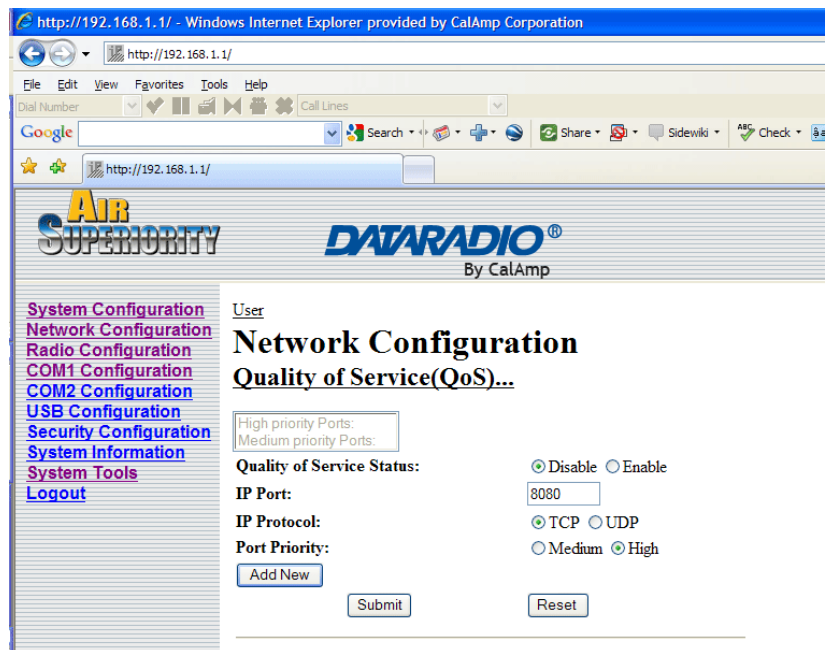 http://192.168.1.1/ - Windows Internet Explorer provided by CalAmp Corporation
http://192.168.1.1/
File Edit View Favorites Tools Help
Dial Number Call Lines
Google Search Share Sidewiki Check
http://192.168.1.1/
AIR
SUPERIORITY
DATARADIO®
By CalAmp
System Configuration
Network Configuration
Radio Configuration
COM1 Configuration
COM2 Configuration
USB Configuration
Security Configuration
System Information
System Tools
Logout
User
Network Configuration
Quality of Service(QoS)...
High priority Ports:
Medium priority Ports:
Quality of Service Status: Disable Enable
IP Port: 8080
IP Protocol: TCP UDP
Port Priority: Medium High
Add New
Submit Reset